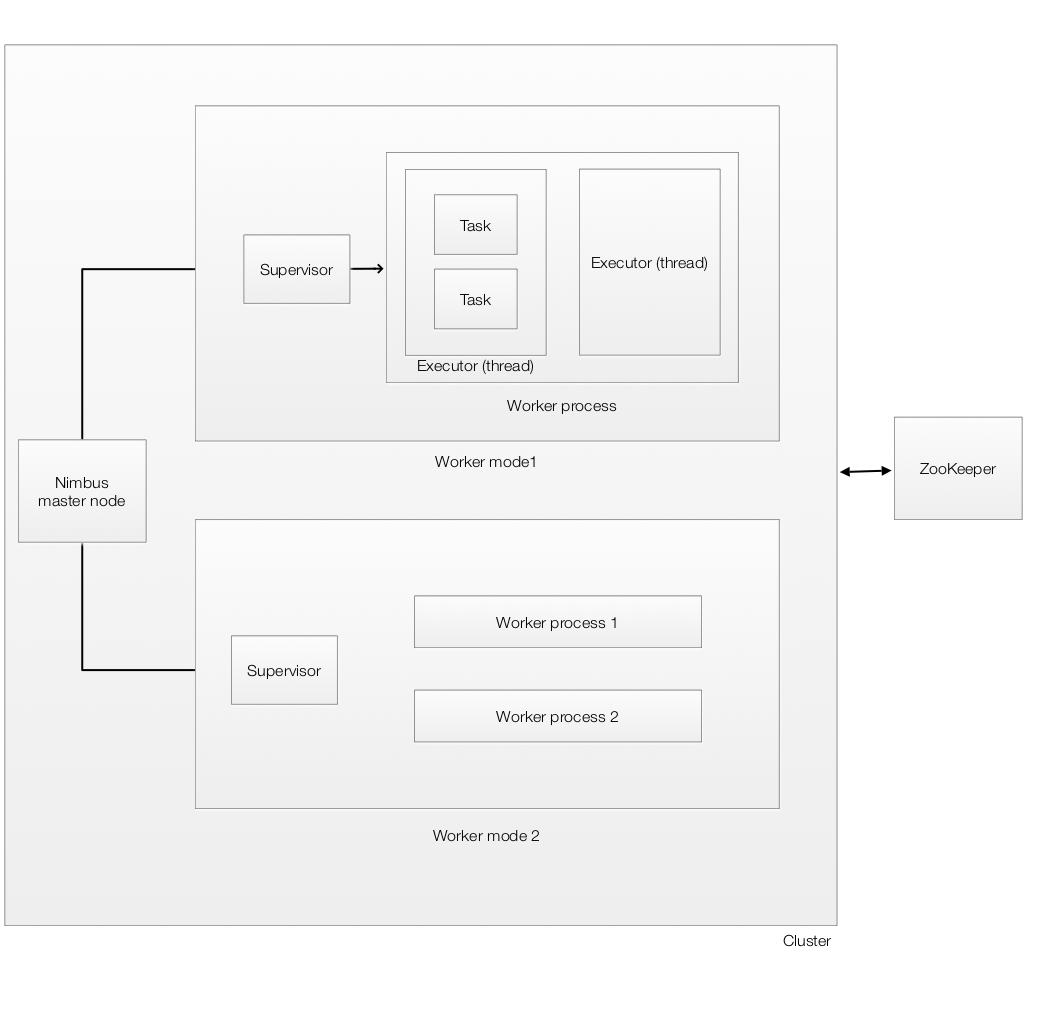 Task
Executor (thread)
Supervisor
Task
Executor (thread)
Worker process
Worker mode1
ZooKeeper
Nimbus
master node
Worker process 1
Supervisor
Worker process 2
Worker mode 2
Cluster